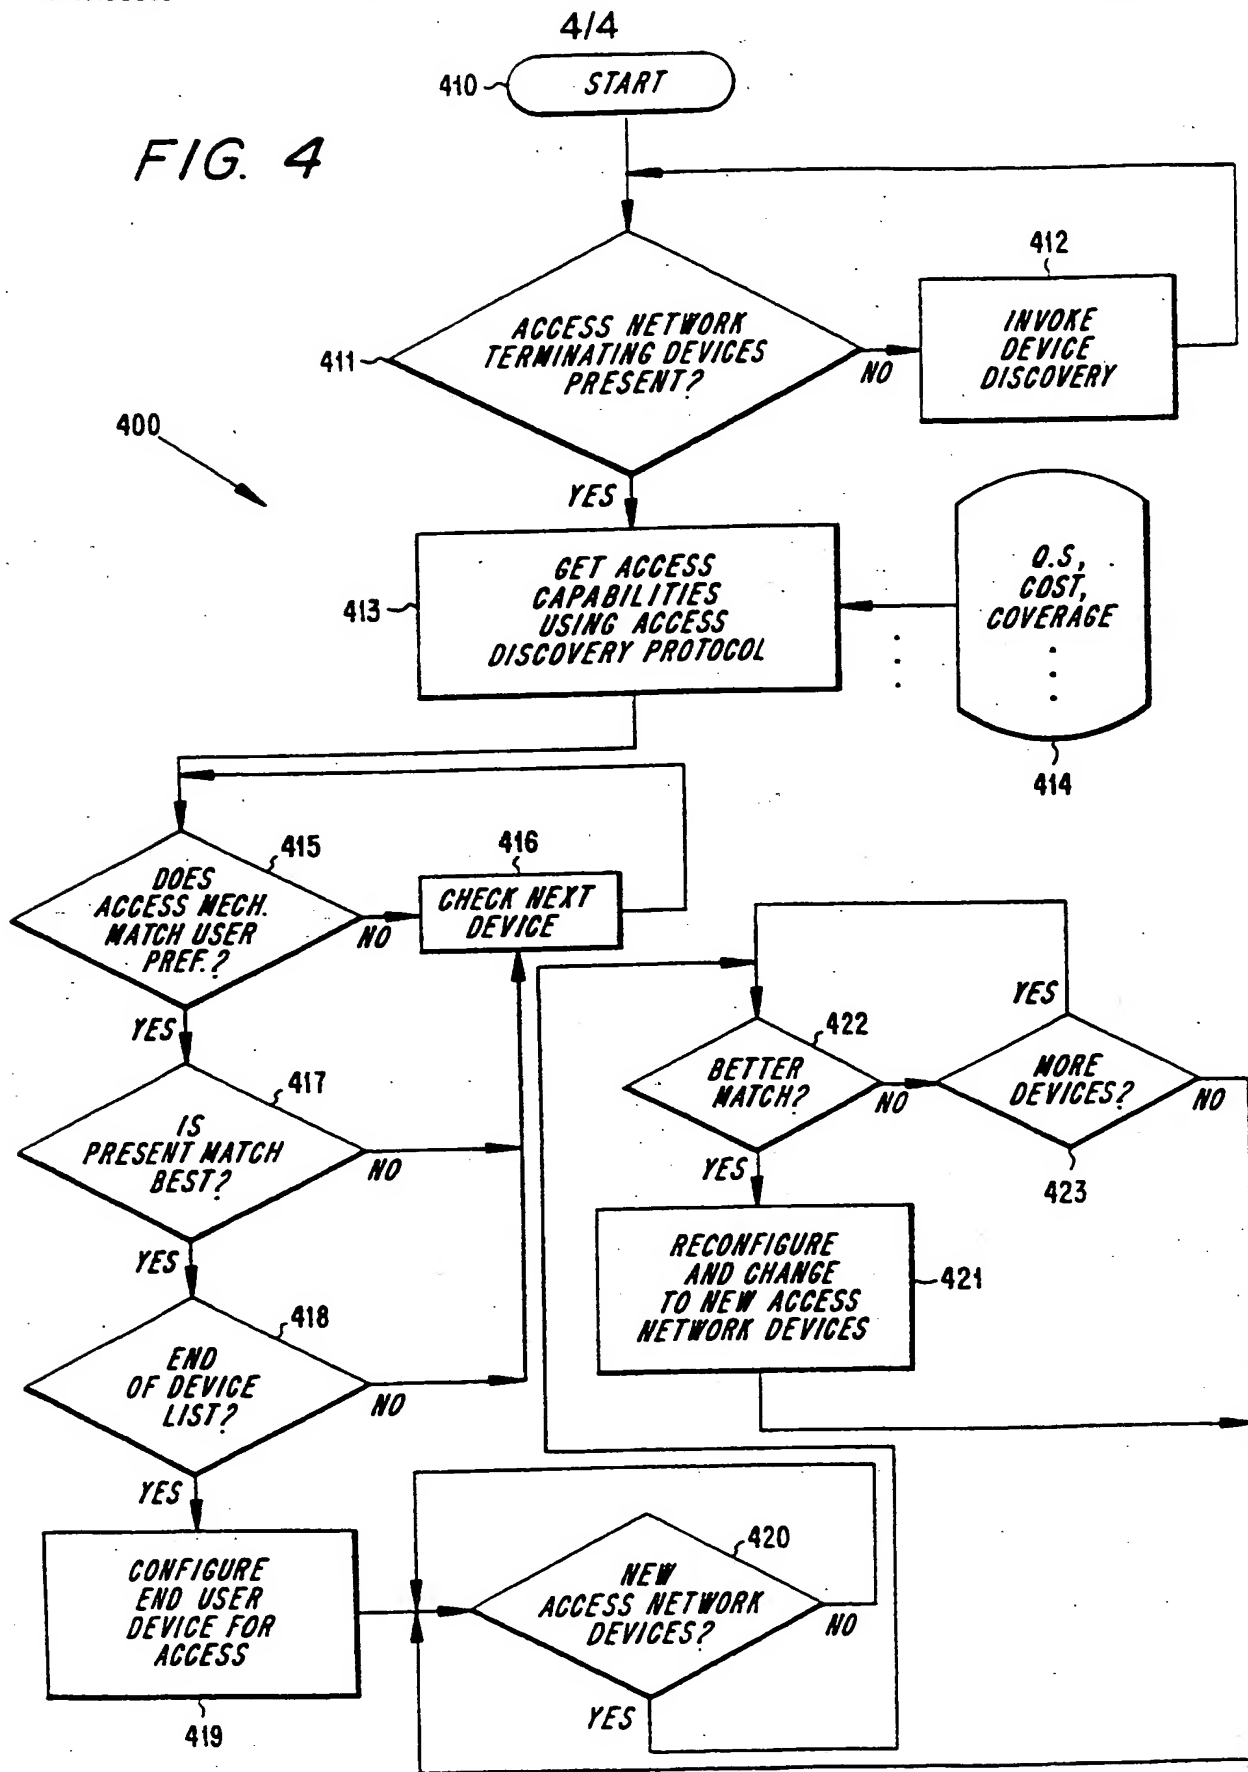 4/4
FIG. 4
410
START
411
ACCESS NETWORK
TERMINATING DEVICES
PRESENT?
NO
412
INVOKE
DEVICE
DISCOVERY
400
YES
413
GET ACCESS
CAPABILITIES
USING ACCESS
DISCOVERY PROTOCOL
Q.S,
COST,
COVERAGE
414
415
DOES
ACCESS MECH.
MATCH USER
PREF.?
NO
416
CHECK NEXT
DEVICE
YES
417
IS
PRESENT MATCH
BEST?
NO
YES
418
END
OF DEVICE
LIST?
NO
YES
CONFIGURE
END USER
DEVICE FOR
ACCESS
419
420
NEW
ACCESS NETWORK
DEVICES?
NO
YES
422
BETTER
MATCH?
NO
YES
MORE
DEVICES?
YES
NO
423
RECONFIGURE
AND CHANGE
TO NEW ACCESS
NETWORK DEVICES
421